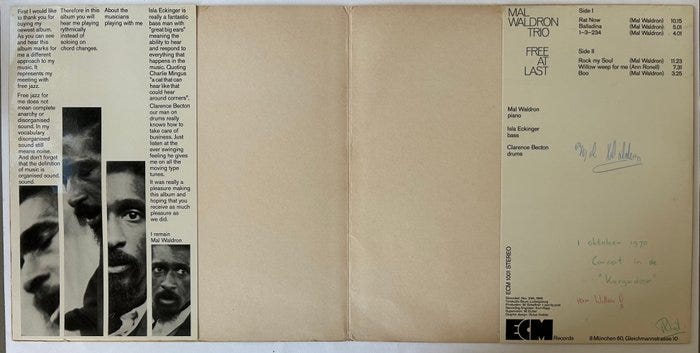 First I would like
to thank you for
buying my
newest album.
As you can see
and hear this
album marks for
me a different
approach to my
music. It
represents my
meeting with
free jazz.
Free jazz for
me does not
mean complete
anarchy or
disorganised
sound. In my
vocabulary
disorganised
sound still
means noise.
And don't forget
that the definition
of music is
organised sound.
sound.
Therefore in this
album you will
hear me playing
rythmically
instead of
soloing on
chord changes.
About the
musicians
playing with me
Isla Eckinger is
really a fantastic
bass man with
"great big ears"
meaning the
ability to hear
and respond to
everything that
happens in the
music. Quoting
Charlie Mingus
"a cat that can
hear like that could
hear around
corners".
Clarence Becton
our man on
drums really
knows how to
take care of
business. Just
listen at the
ever swinging
feeling he gives
me on all the
moving type
tunes.
It was really a
pleasure making
this album and
hoping that you
receive as much
pleasure as
we did.
I remain
Mal Waldron
MAL
WALDRON
TRIO
FREE
AT
LAST
Side I
Rat Now (Mal Waldron) 10.15
Balladina (Mal Waldron) 5.01
1-3-234 (Mal Waldron) 4.01
Side II
Rock my Soul (Mal Waldron) 11.23
Willow weep for me (Ann Ronell) 7.31
Boo (Mal Waldron) 3.25
Mal Waldron
piano
Isla Eckinger
bass
Clarence Becton
drums
Mal Waldron
1 oktober 1970
Concert in de
van Willem
ECM 1001 STEREO
ECM Records 8 München 60, Gleichmannstrasse 10